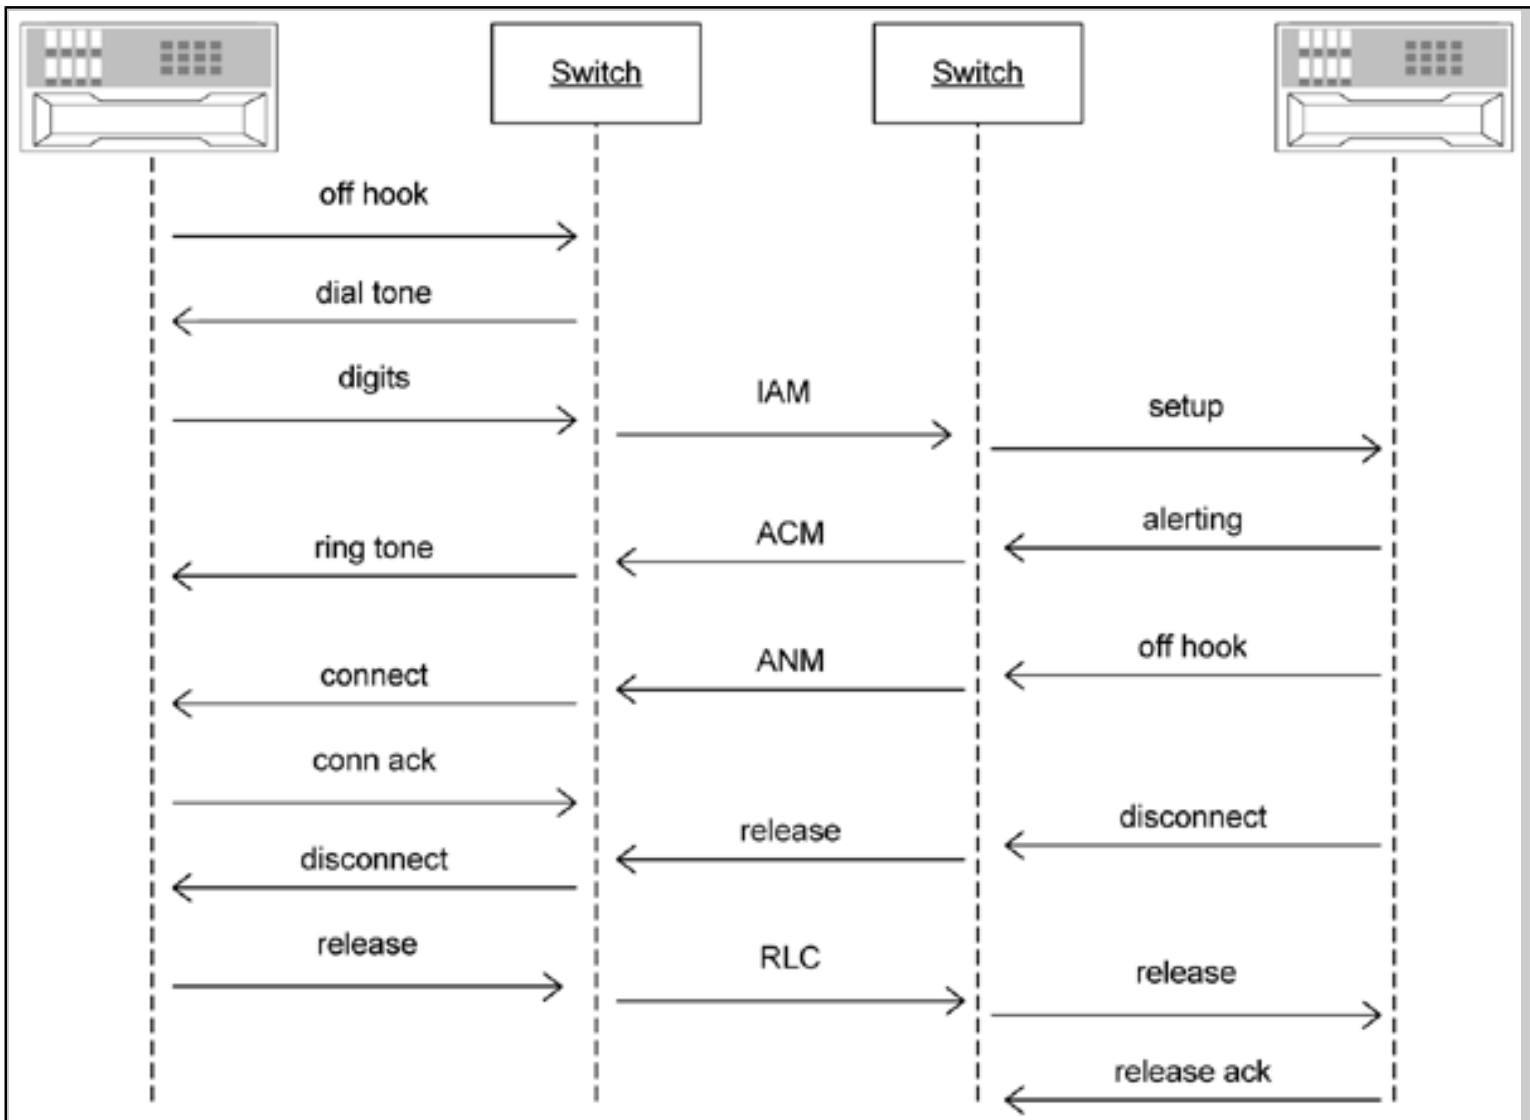 Switch
Switch
off hook
dial tone
digits
IAM
setup
alerting
ACM
ring tone
off hook
ANM
connect
conn ack
disconnect
release
disconnect
release
RLC
release
release ack